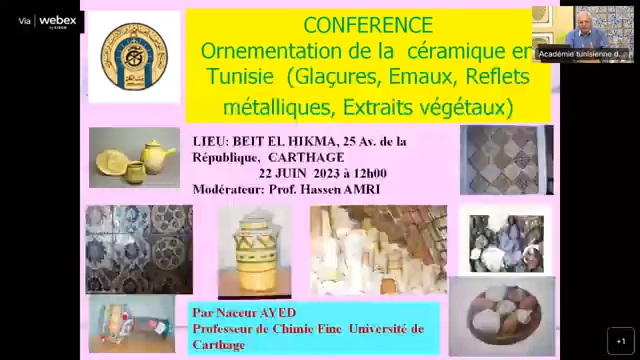 Via webex
CONFERENCE
Ornementation de la céramique en
Tunisie (Glaçures, Emaux, Reflets
métalliques, Extraits végétaux)
Académie tunisienne d...
LIEU: BEIT EL HIKMA, 25 Av. de la
République, CARTHAGE
22 JUIN 2023 à 12h00
Modérateur: Prof. Hassen AMRI
Par Naceur AYED
Professeur de Chimie Fine Université de
Carthage
+1